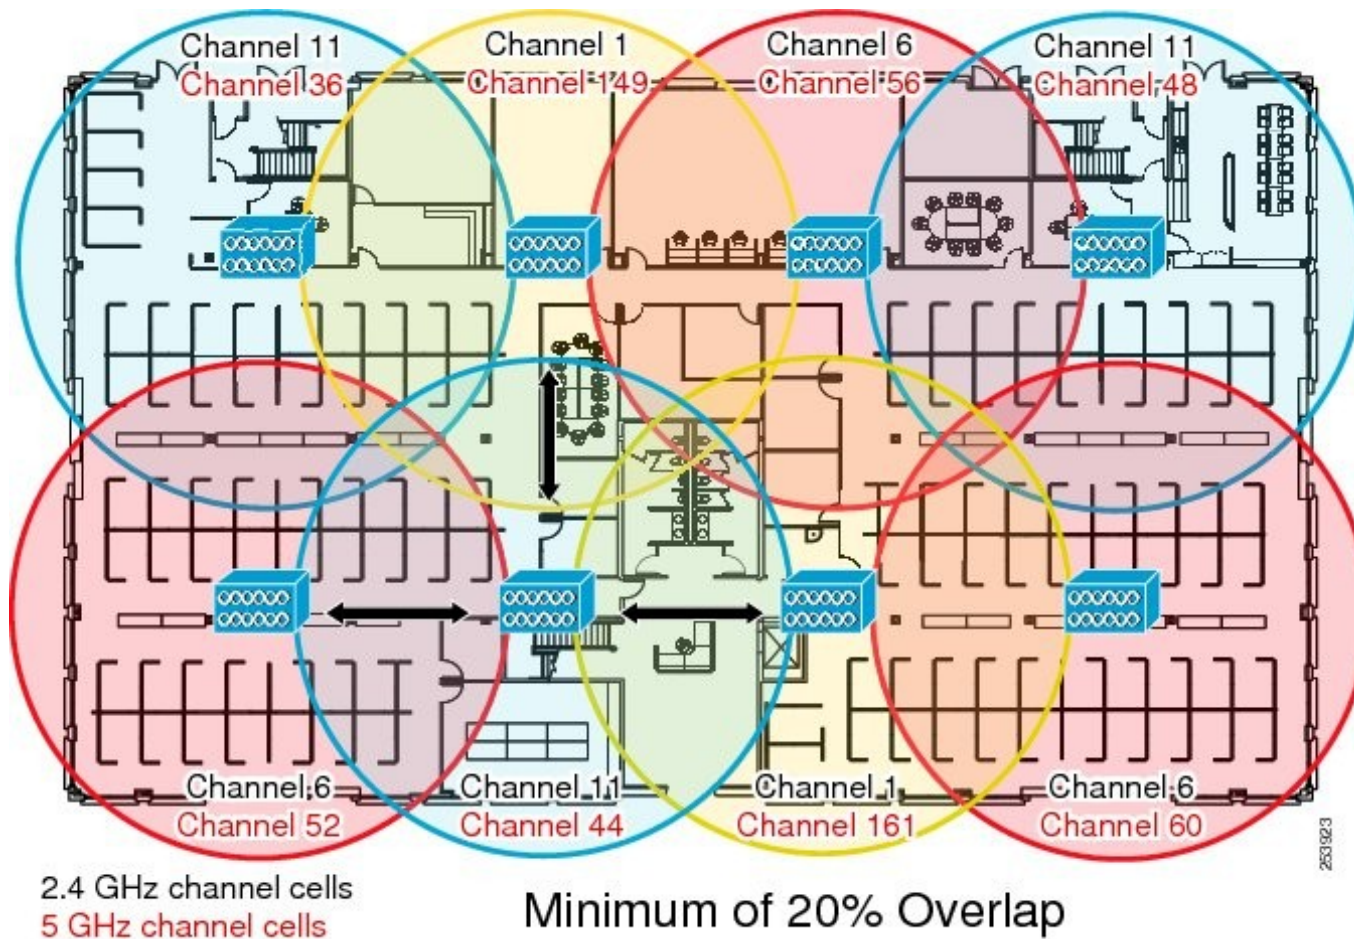 Channel 11
Channel 36
Channel 1
Channel 149
Channel 6
Channel 56
Channel 11
Channel 48
Channel 6
Channel 52
Channel 11
Channel 44
Channel 1
Channel 161
Channel 6
Channel 60
253923
2.4 GHz channel cells
5 GHz channel cells
Minimum of 20% Overlap